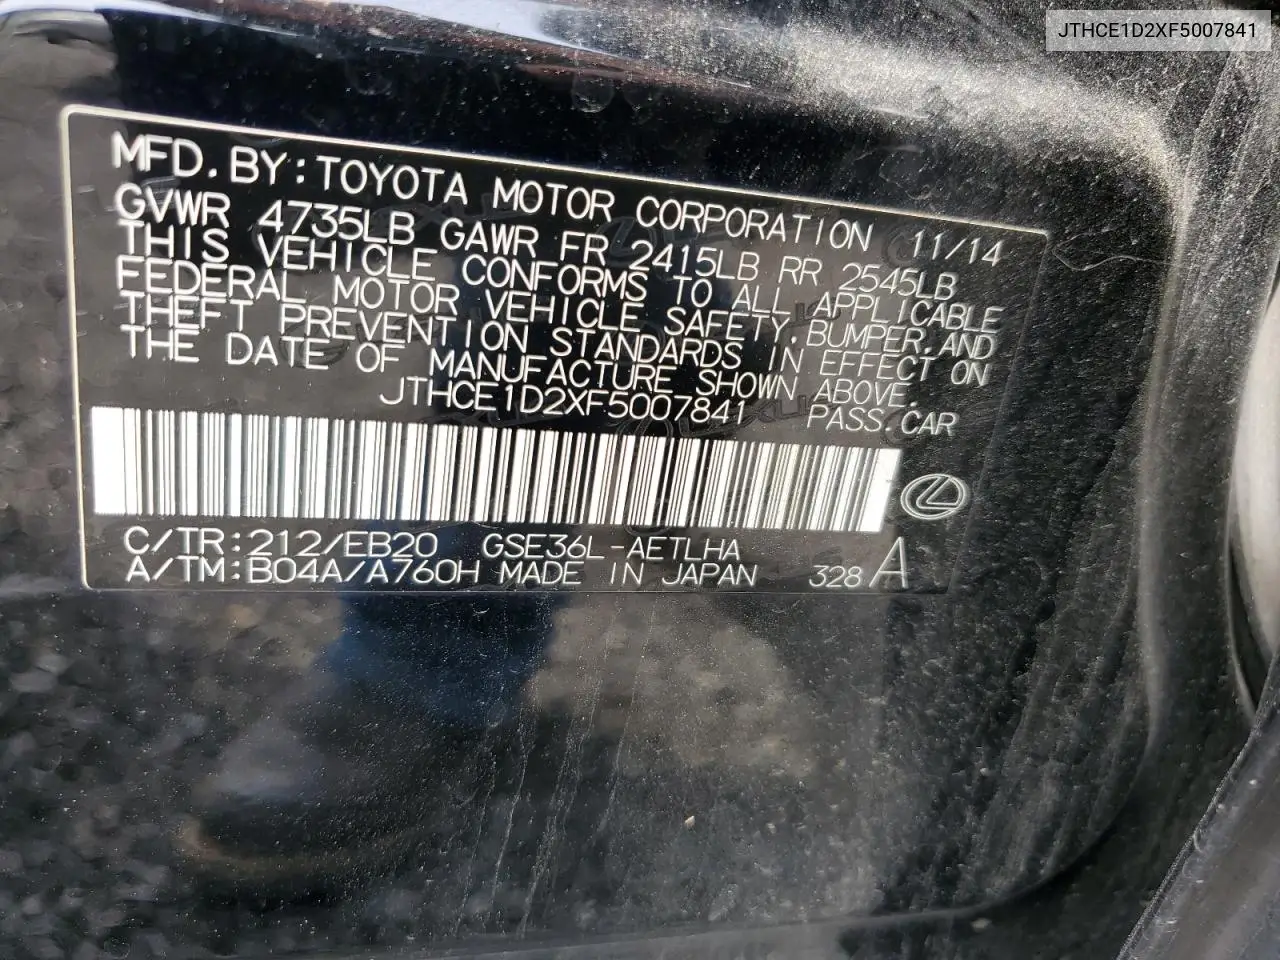 JTHCE1D2XF5007841
MFD.BY:TOYOTA MOTOR CORPORATION 11/14
GVWR 4735LB GAWR FR 2415LB RR 2545LB
THIS VEHICLE CONFORMS TO ALL APPLICABLE
FEDERAL MOTOR VEHICLE SAFETY,BUMPER,AND
THEFT PREVENTION STANDARDS IN EFFECT ON
THE DATE OF MANUFACTURE SHOWN ABOVE.
JTHCE1D2XF5007841 PASS.CAR
C/TR:212/EB20 GSE36L-AETLHA
A/TM:B04A/A760H MADE IN JAPAN 328 A